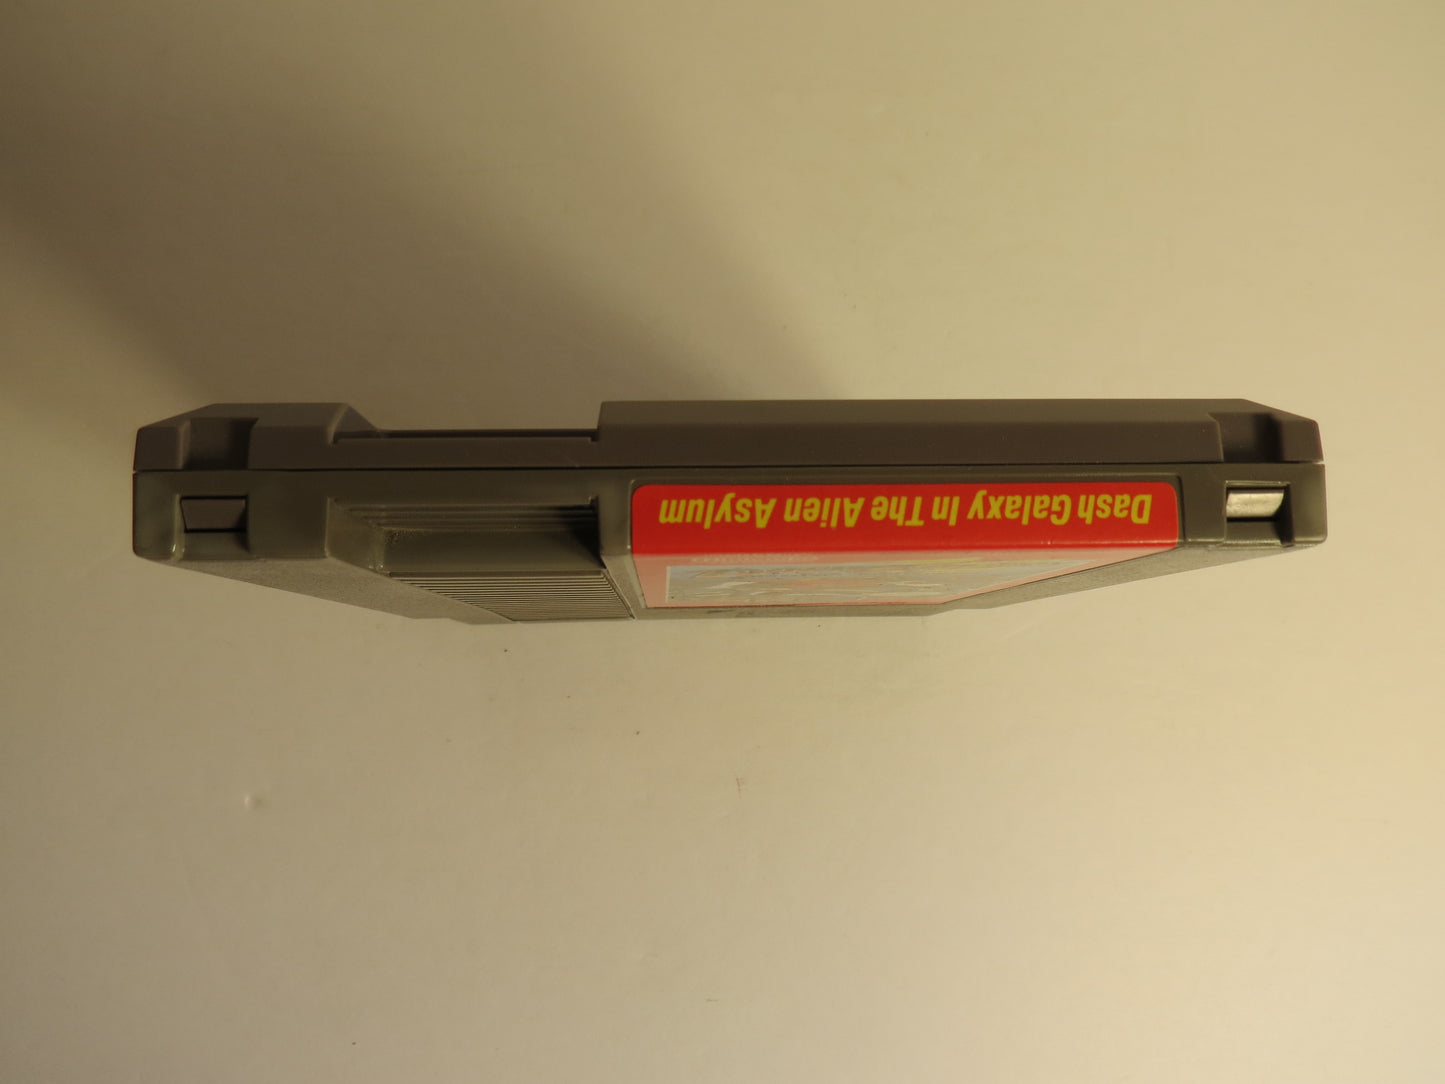 Dash Galaxy In The Alien Asylum